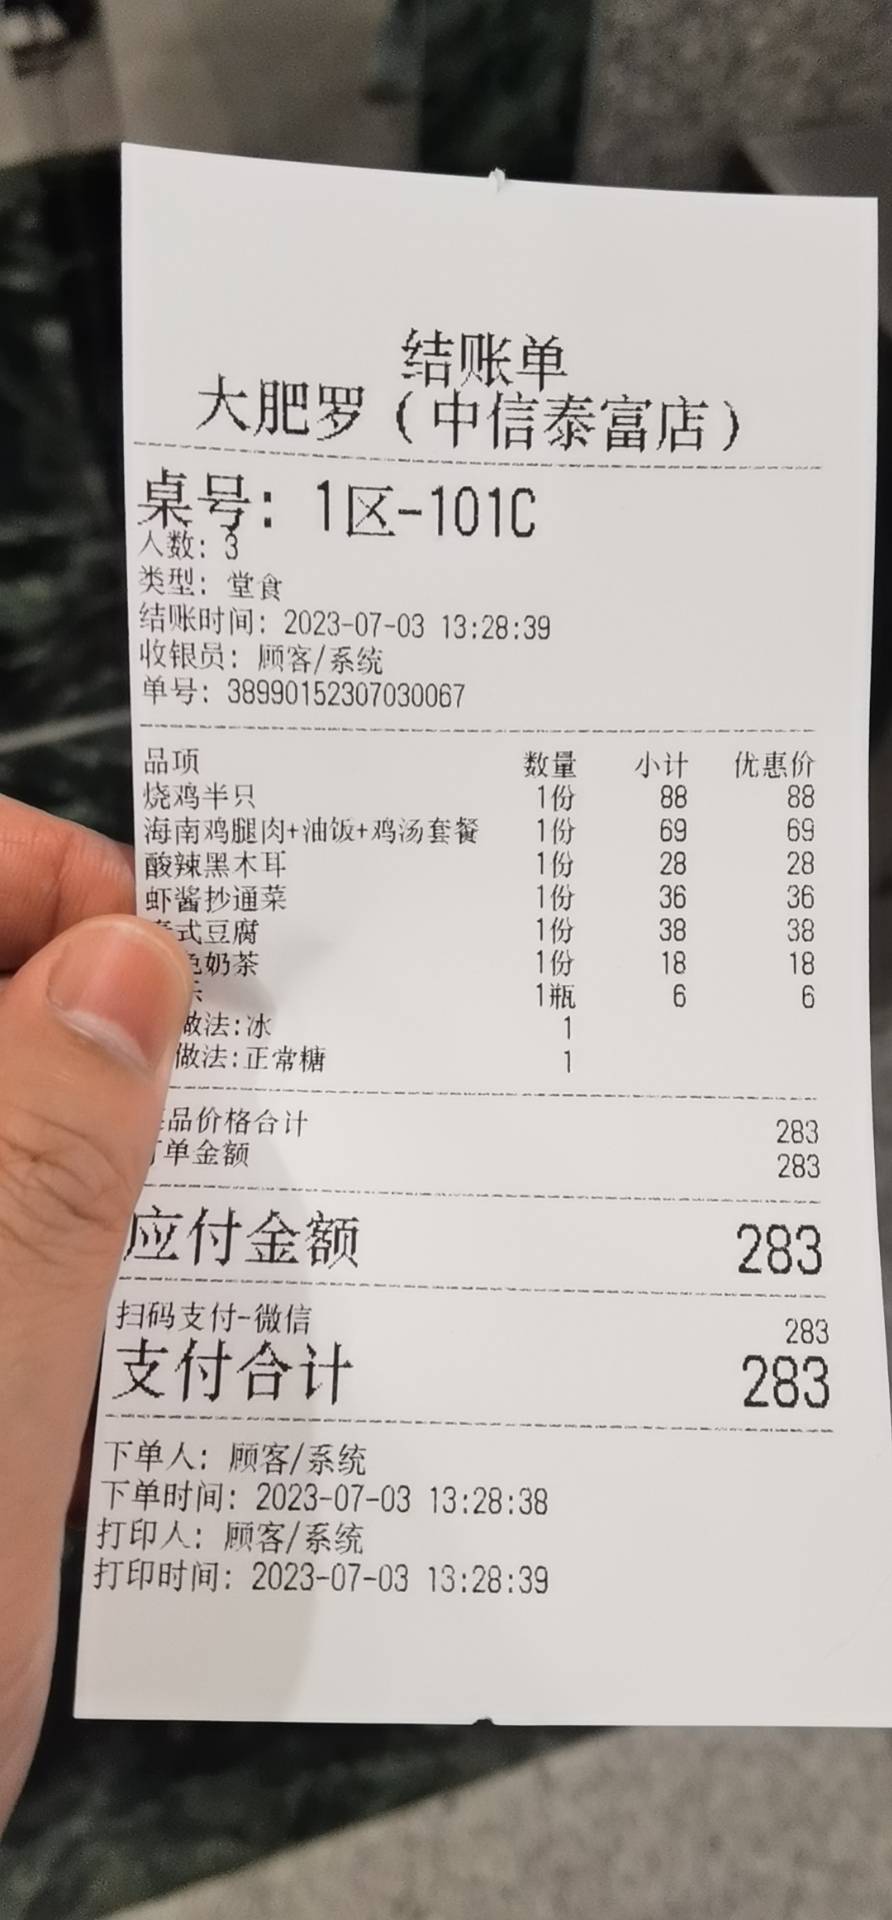 结账单
大肥罗（中信泰富店）
桌号: 1区-101C
人数: 3
类型: 堂食
结账时间: 2023-07-03 13:28:39
收银员: 顾客/系统
单号: 38990152307030067
品项 数量 小计 优惠价
烧鸡半只 1份 88 88
海南鸡腿肉+油饭+鸡汤套餐 1份 69 69
酸辣黑木耳 1份 28 28
虾酱抄通菜 1份 36 36
式豆腐 1份 38 38
奶茶 1份 18 18
1瓶 6 6
做法:冰 1
做法:正常糖 1
品价格合计 283
单金额 283
应付金额 283
扫码支付-微信 283
支付合计 283
下单人: 顾客/系统
下单时间: 2023-07-03 13:28:38
打印人: 顾客/系统
打印时间: 2023-07-03 13:28:39